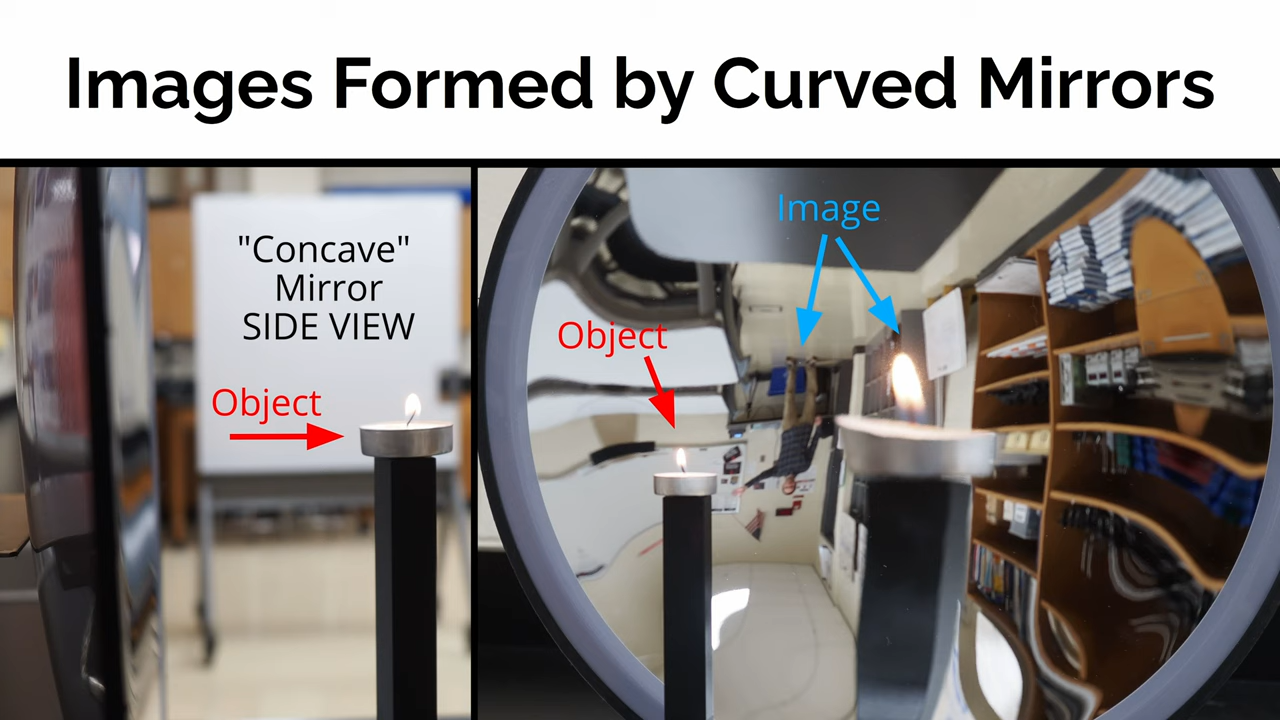 Images Formed by Curved Mirrors
"Concave"
Mirror
SIDE VIEW
Object
Object
Image